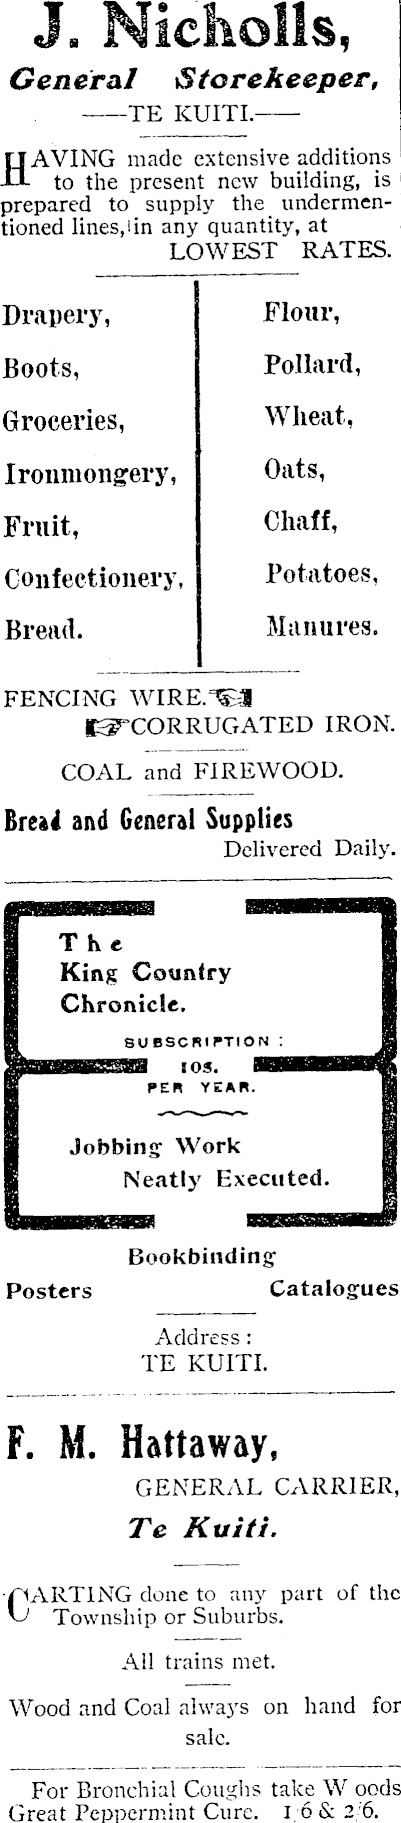 J. Nicholls,
General Storekeeper,
——TE KUITI.——
HAVING made extensive additions
to the present new building, is
prepared to supply the undermen-
tioned lines, in any quantity, at
LOWEST RATES.
Drapery,
Boots,
Groceries,
Ironmongery,
Fruit,
Confectionery,
Bread.
Flour,
Pollard,
Wheat,
Oats,
Chaff,
Potatoes,
Manures.
FENCING WIRE.
CORRUGATED IRON.
COAL and FIREWOOD.
Bread and General Supplies
Delivered Daily.
The
King Country
Chronicle.
SUBSCRIPTION :
10s.
PER YEAR.
Jobbing Work
Neatly Executed.
Bookbinding
Posters Catalogues
Address :
TE KUITI.
F. M. Hattaway,
GENERAL CARRIER,
Te Kuiti.
CARTING done to any part of the
Township or Suburbs.
All trains met.
Wood and Coal always on hand for
sale.
For Bronchial Coughs take Woods
Great Peppermint Cure. 1/6 & 2/6.